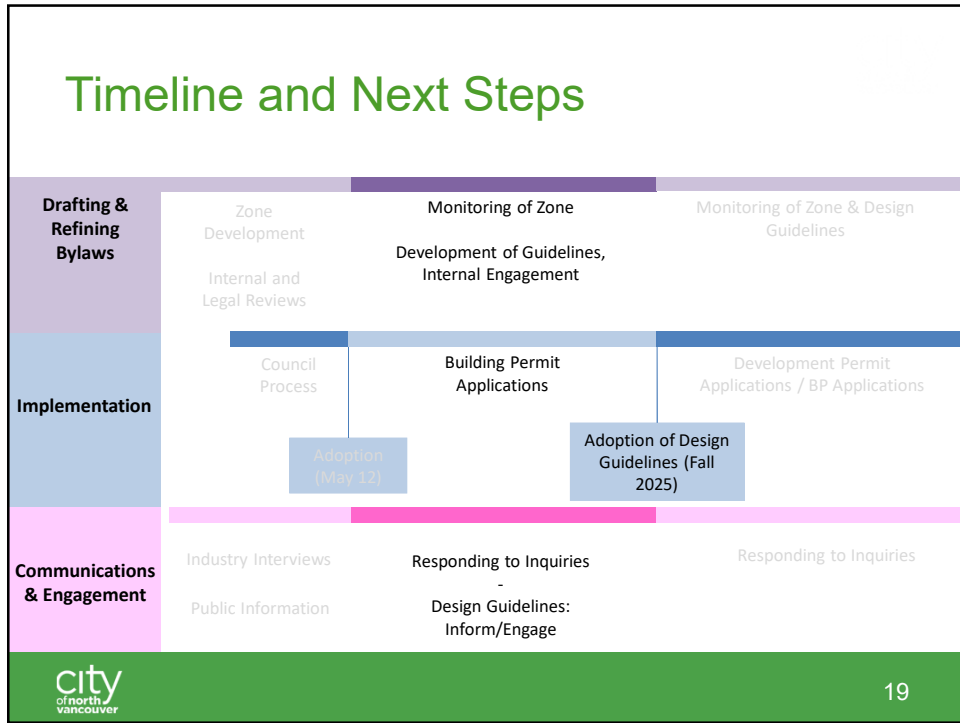 Timeline and Next Steps
Drafting &
Refining
Bylaws
Zone
Development
Internal and
Legal Reviews
Monitoring of Zone
Development of Guidelines,
Internal Engagement
Monitoring of Zone & Design
Guidelines
Implementation
Council
Process
Adoption
(May 12)
Building Permit
Applications
Adoption of Design
Guidelines (Fall
2025)
Development Permit
Applications / BP Applications
Communications
& Engagement
Industry Interviews
Public Information
Responding to Inquiries
-
Design Guidelines:
Inform/Engage
Responding to Inquiries
city
of north
vancouver
19